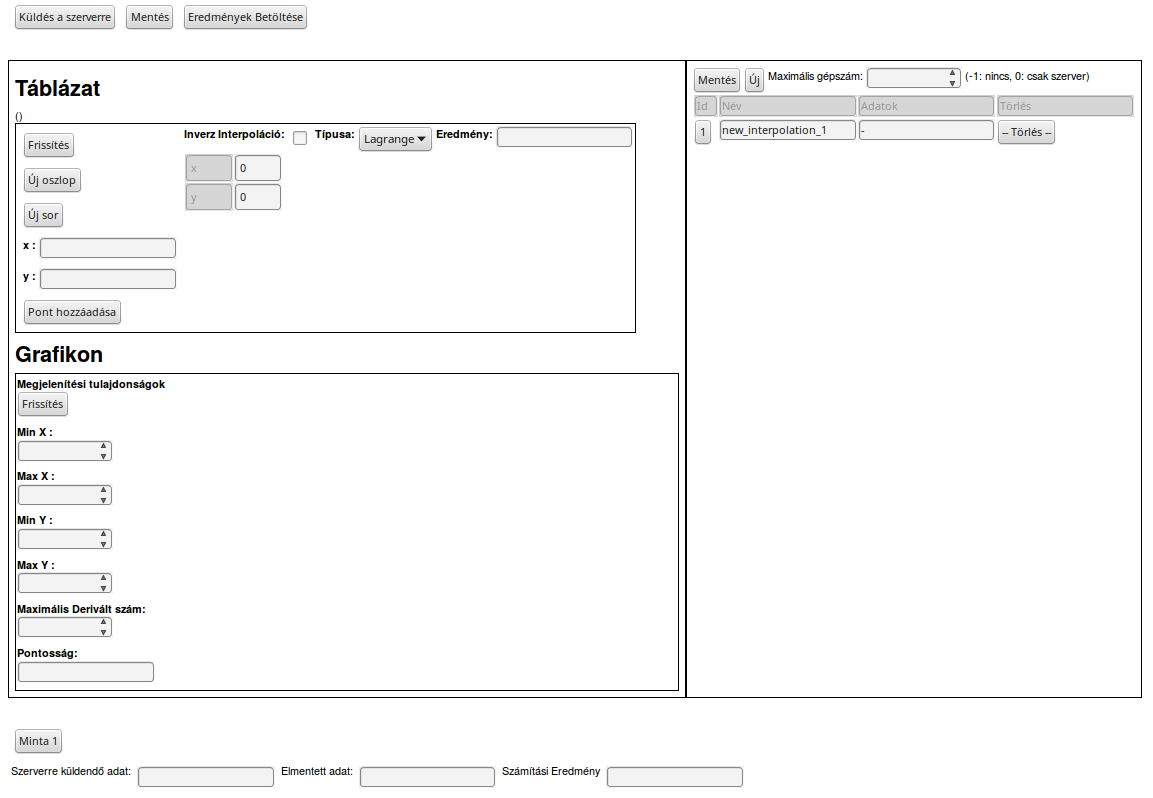 Küldés a szerverre Mentés Eredmények Betöltése
Táblázat
()
Frissítés Inverz Interpoláció: Típusa: Lagrange Eredmény:
x 0
Új oszlop
y 0
Új sor
x :
y :
Pont hozzáadása
Grafikon
Megjelenítési tulajdonságok
Frissítés
Min X :
Max X :
Min Y :
Max Y :
Maximális Derivált szám:
Pontosság:
Mentés Új Maximális gépszám: (-1: nincs, 0: csak szerver)
Id Név Adatok Törlés
1 new_interpolation_1 - -- Törlés --
Minta 1
Szerverre küldendő adat: Elmentett adat: Számítási Eredmény